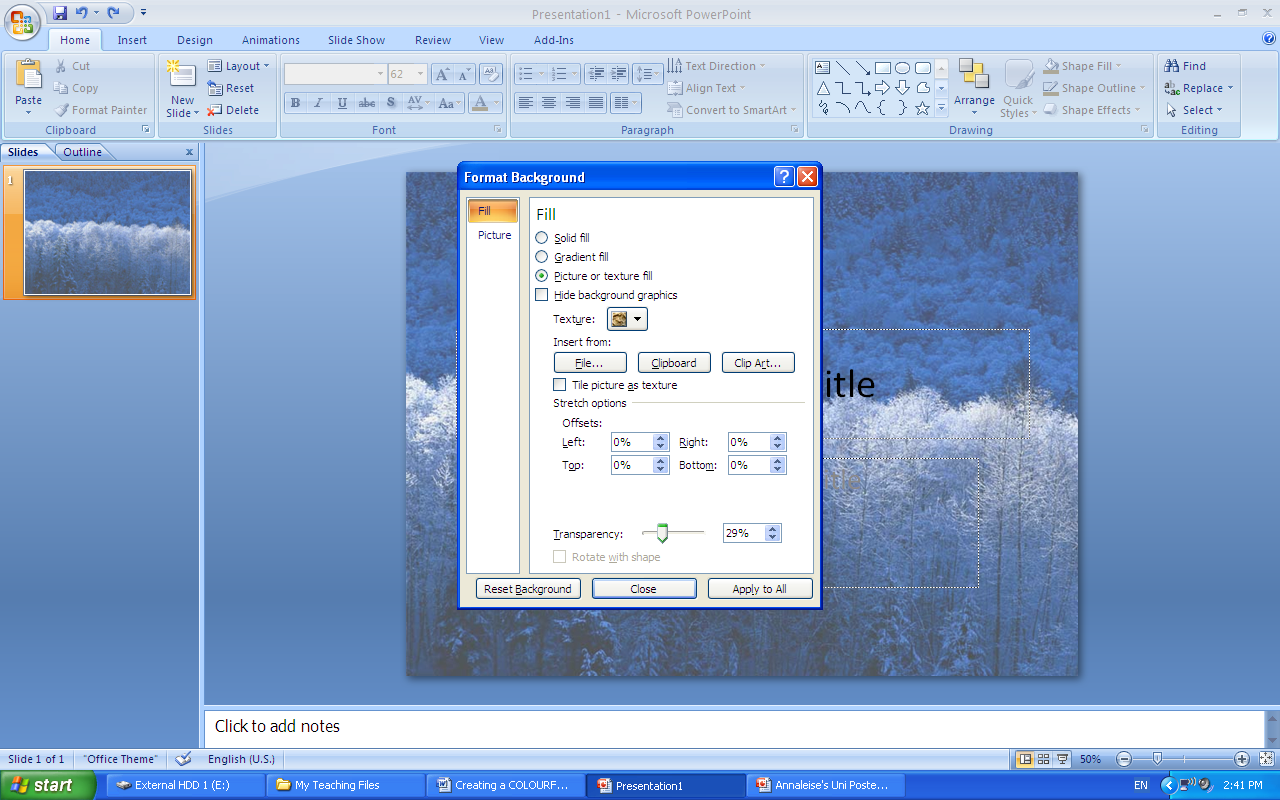 Presentation1 - Microsoft PowerPoint
Home Insert Design Animations Slide Show Review View Add-Ins
Paste
Cut
Copy
Format Painter
Clipboard
New Slide
Layout
Reset
Delete
Slides
62
B I U abc S AV Aa A
Font
Text Direction
Align Text
Convert to SmartArt
Paragraph
Arrange
Quick Styles
Shape Fill
Shape Outline
Shape Effects
Drawing
Find
Replace
Select
Editing
Slides Outline x
1
itle
Format Background
Fill
Picture
Fill
Solid fill
Gradient fill
Picture or texture fill
Hide background graphics
Texture:
Insert from:
File... Clipboard Clip Art...
Tile picture as texture
Stretch options
Offsets:
Left: 0% Right: 0%
Top: 0% Bottom: 0%
Transparency: 29%
Rotate with shape
Reset Background Close Apply to All
Click to add notes
Slide 1 of 1 "Office Theme" English (U.S.) 50%
start External HDD 1 (E:) My Teaching Files Creating a COLOURF... Presentation1 Annaleise's Uni Poste... EN 2:41 PM